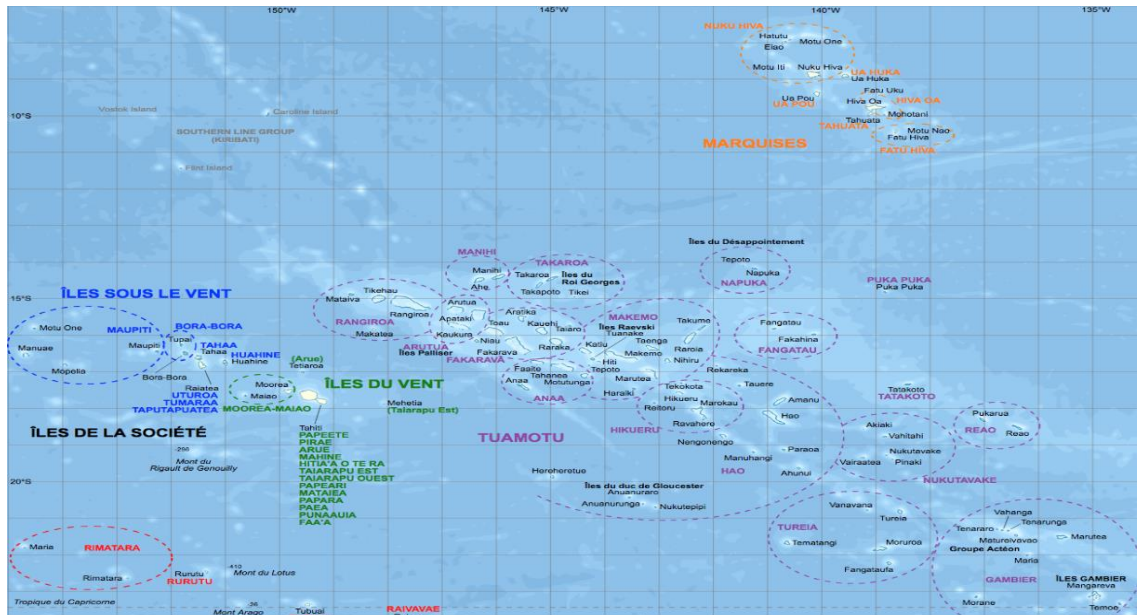 150°W
145°W
140°W
135°W
NUKU HIVA
Hatutu
Motu One
Eiao
Motu Iti
Nuku Hiva
UA HUKA
Ua Huka
Fatu Uku
Ua Pou
Hiva Oa
HIVA OA
UA POU
Mohotani
Tahuata
TAHUATA
Motu Nao
Fatu Hiva
FATU HIVA
MARQUISES
Vostok Island
Caroline Island
10°S
SOUTHERN LINE GROUP
(KIRIBATI)
Flint Island
Îles du Désappointement
Tepoto
Napuka
NAPUKA
MANIHI
Manihi
Ahe
TAKAROA
Takaroa
Îles du
Roi Georges
Takapoto
Tikei
PUKA PUKA
Puka Puka
15°S
ÎLES SOUS LE VENT
Motu One
MAUPITI
BORA-BORA
Tupai
TAHAA
Manuae
Maupiti
Tahaa
HUAHINE
Huahine
Mopelia
Bora-Bora
Raiatea
UTUROA
TUMARAA
TAPUTAPUATEA
Tikehau
Mataiva
Rangiroa
RANGIROA
Makatea
Arutua
Apataki
Kaukura
ARUTUA
Îles Palliser
Aratika
Toau
Kauehi
Taiaro
Niau
Raraka
Fakarava
FAKARAVA
Faaite
Tahanea
Anaa
Motutunga
ANAA
MAKEMO
Îles Raevski
Tuanake
Takume
Katiu
Taenga
Hiti
Makemo
Raroia
Tepoto
Nihiru
Marutea
Haraiki
Rekareka
Fangatau
Fakahina
FANGATAU
(Arue)
Tetiaroa
Moorea
Maiao
MOOREA-MAIAO
ÎLES DU VENT
Mehetia
(Taiarapu Est)
Tekokota
Tauere
Hikueru
Marokau
Reitoru
Ravahere
HIKUERU
Amanu
Hao
Nengonengo
Tatakoto
TATAKOTO
Pukarua
REAO
Reao
ÎLES DE LA SOCIÉTÉ
Tahiti
PAPEETE
PIRAE
ARUE
MAHINE
HITIA'A O TE RA
TAIARAPU EST
TAIARAPU OUEST
PAPEARI
MATAIEA
PAPARA
PAEA
PUNAAUIA
FAA'A
Mont du
Rigault de Genouilly
TUAMOTU
Akiaki
Vahitahi
Nukutavake
Vairaatea
Pinaki
NUKUTAVAKE
Manuhangi
Paraoa
HAO
Ahunui
Hereheretue
20°S
Îles du duc de Gloucester
Anuanuraro
Anuanurunga
Nukutepipi
Vanavana
Tureia
TUREIA
Tematangi
Moruroa
Fangataufa
Vahanga
Tenararo
Tenarunga
Matureivavao
Marutea
Groupe Actéon
Maria
GAMBIER
ÎLES GAMBIER
Mangareva
Morane
Temoe
Maria
RIMATARA
Rimatara
Rurutu
RURUTU
Mont du Lotus
Tropique du Capricorne
Mont Arago
Tubuai
RAIVAVAE